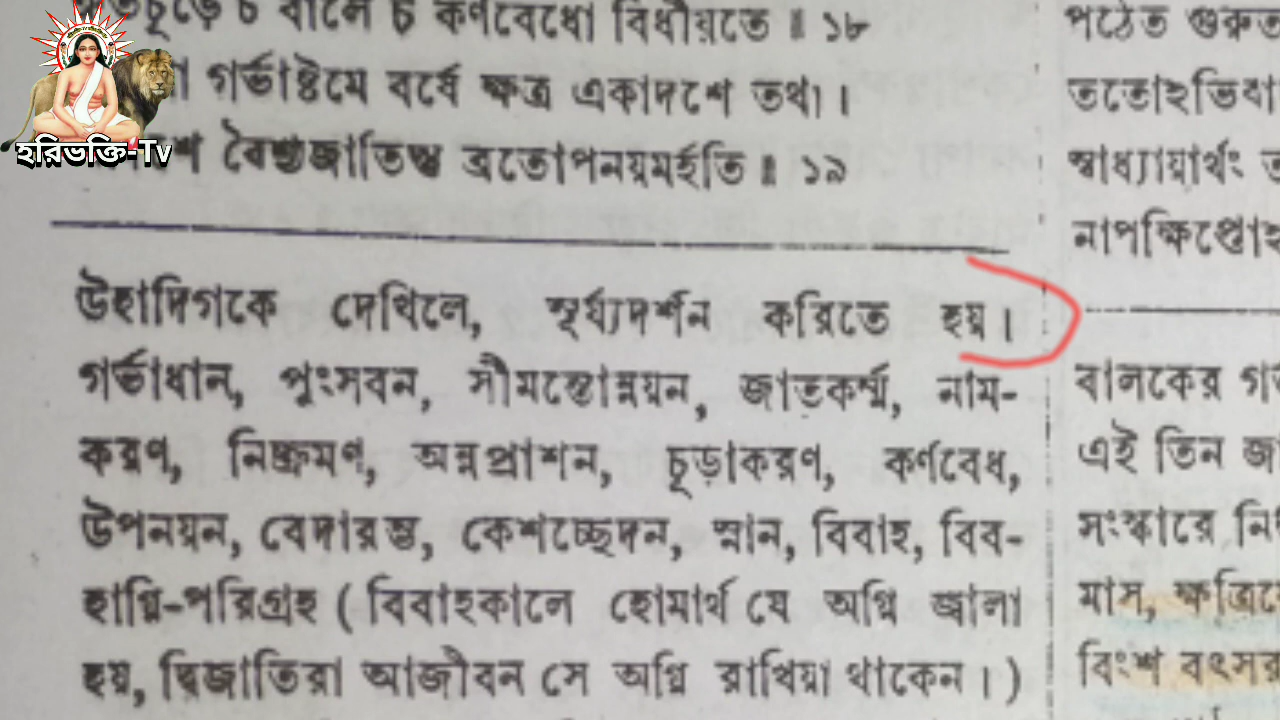 চ বালে চ কর্ণবেধো বিধীয়তে ॥ ১৮
গর্ভাষ্টমে বর্ষে ক্ষত্র একাদশে তথা।
বৈশ্যজাতিস্তু ব্রতোপনয়মর্হতি ॥ ১৯
হরিভক্তি-Tv
উহাদিগকে দেখিলে, সূর্য্যদর্শন করিতে হয়।
গর্ভাধান, পুংসবন, সীমন্তোন্নয়ন, জাতকর্ম্ম, নাম-
করণ, নিষ্ক্রমণ, অন্নপ্রাশন, চূড়াকরণ, কর্ণবেধ,
উপনয়ন, বেদারম্ভ, কেশচ্ছেদন, স্নান, বিবাহ, বিব-
হাগ্নি-পরিগ্রহ (বিবাহকালে হোমার্থ যে অগ্নি জ্বালা
হয়, দ্বিজাতিরা আজীবন সে অগ্নি রাখিয়া থাকেন।)
পঠেত গুরুত
ততোঽভিবা
স্বাধ্যায়ার্থং ত
বালকের গ
এই তিন জ
সংস্কারে নি
মাস, ক্ষত্রিয়ে
বিংশ বৎসর